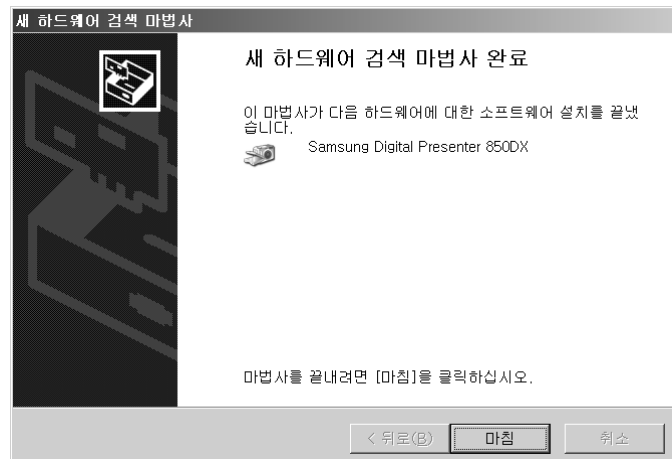 새 하드웨어 검색 마법사
새 하드웨어 검색 마법사 완료
이 마법사가 다음 하드웨어에 대한 소프트웨어 설치를 끝냈
습니다.
Samsung Digital Presenter 850DX
마법사를 끝내려면 [마침]을 클릭하십시오.
< 뒤로(B) 마침 취소